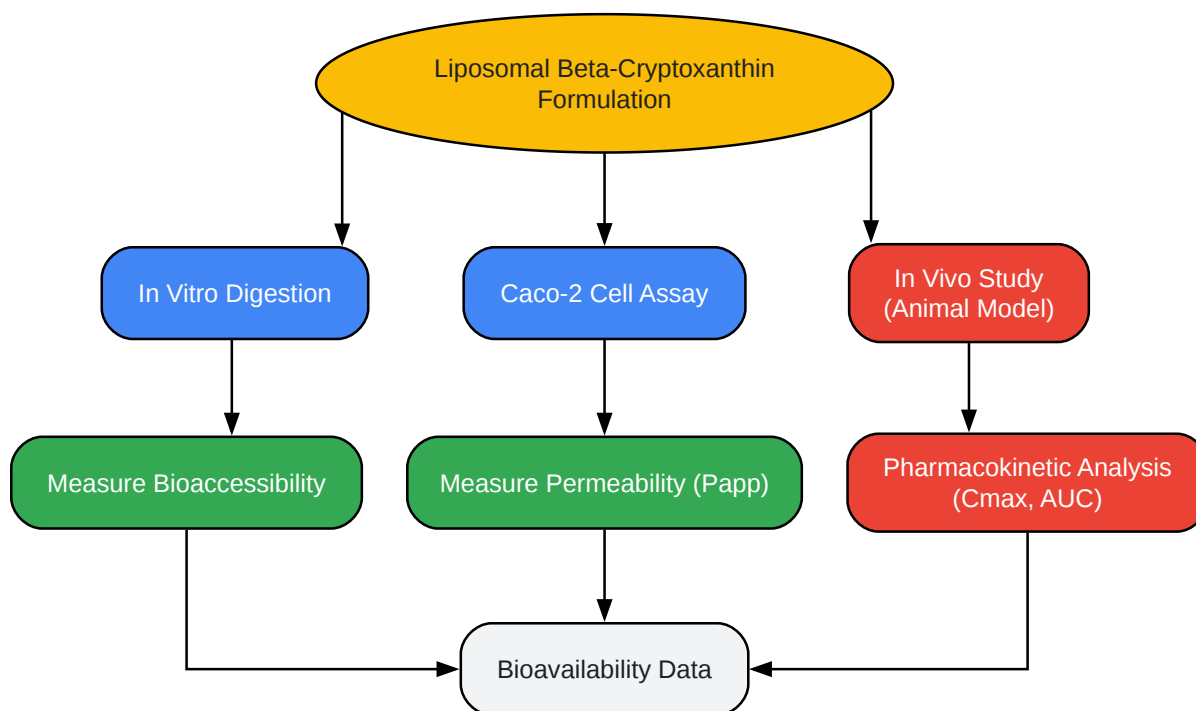 Liposomal Beta-Cryptoxanthin
Formulation
In Vitro Digestion
Caco-2 Cell Assay
In Vivo Study
(Animal Model)
Measure Bioaccessibility
Measure Permeability (Papp)
Pharmacokinetic Analysis
(Cmax, AUC)
Bioavailability Data